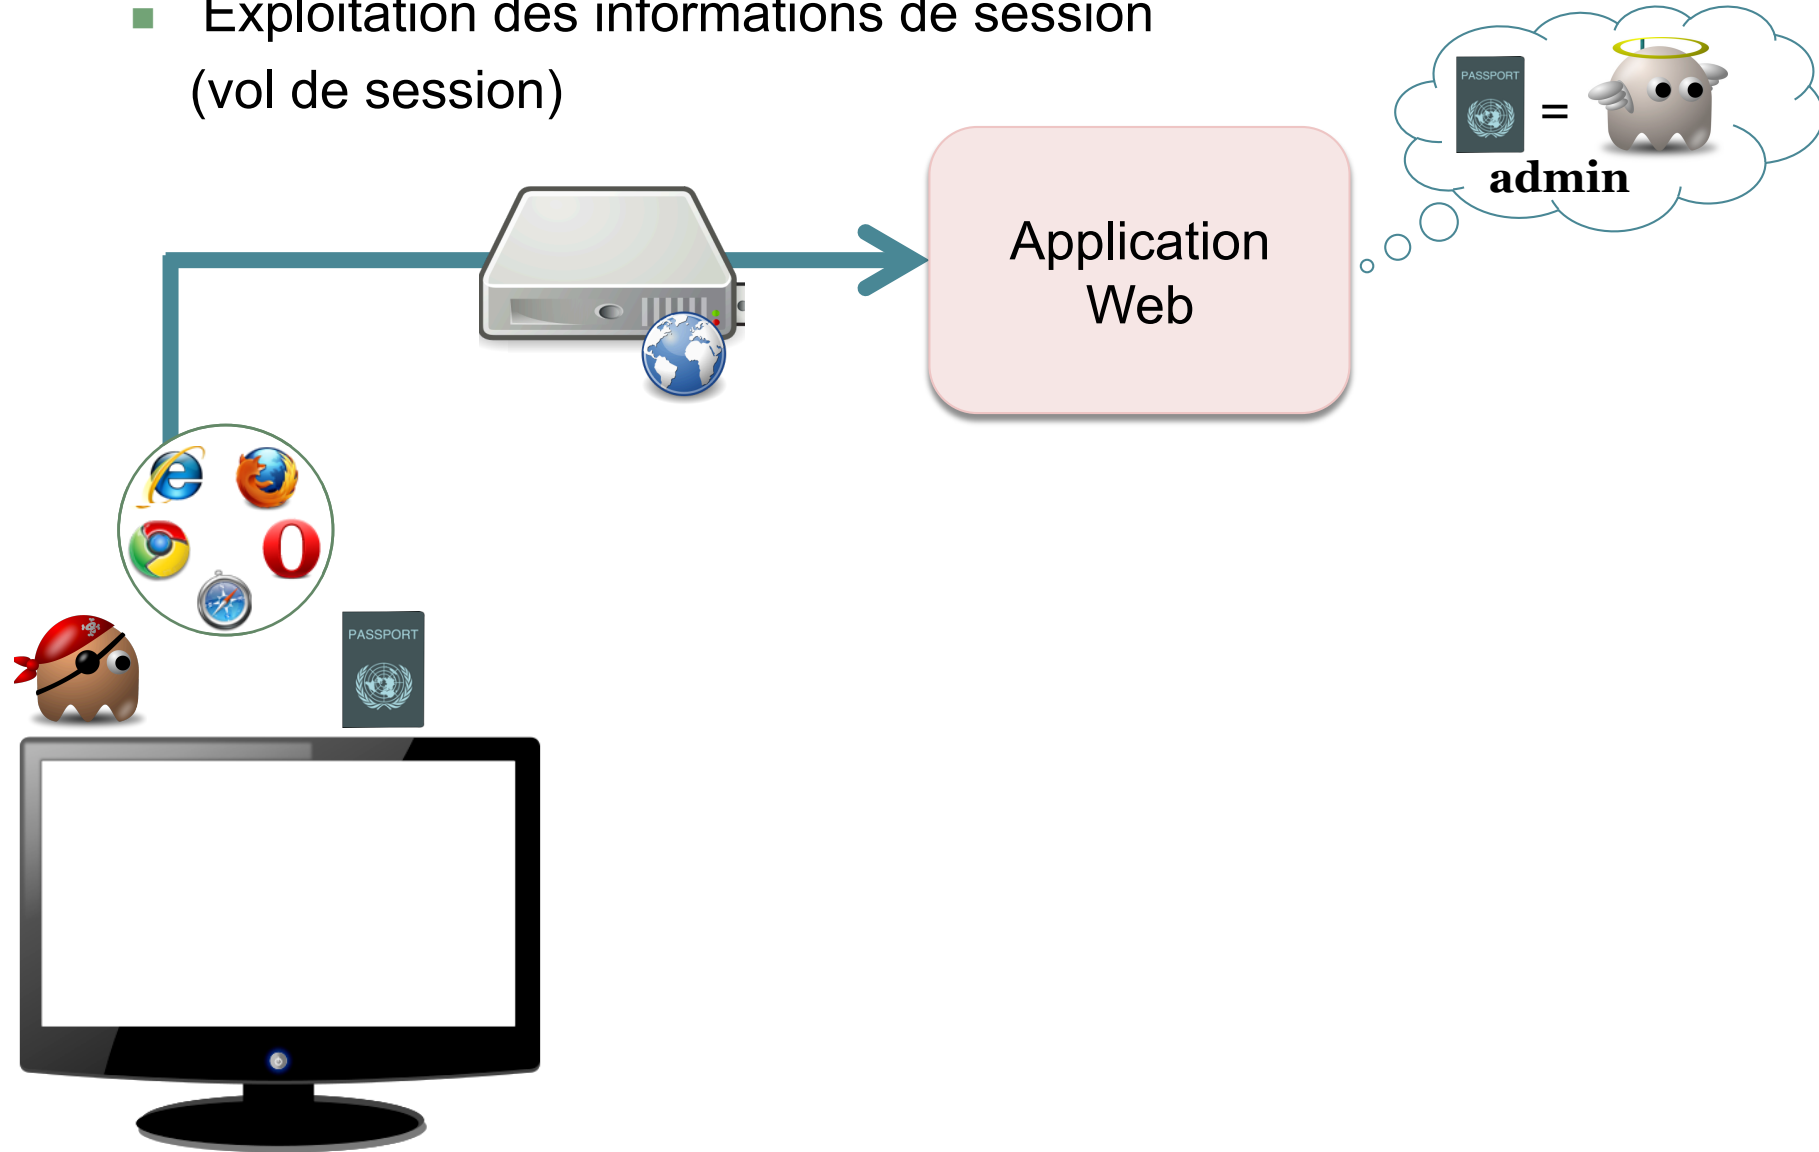 Exploitation des informations de session
(vol de session)
PASSPORT
=
admin
Application
Web
PASSPORT